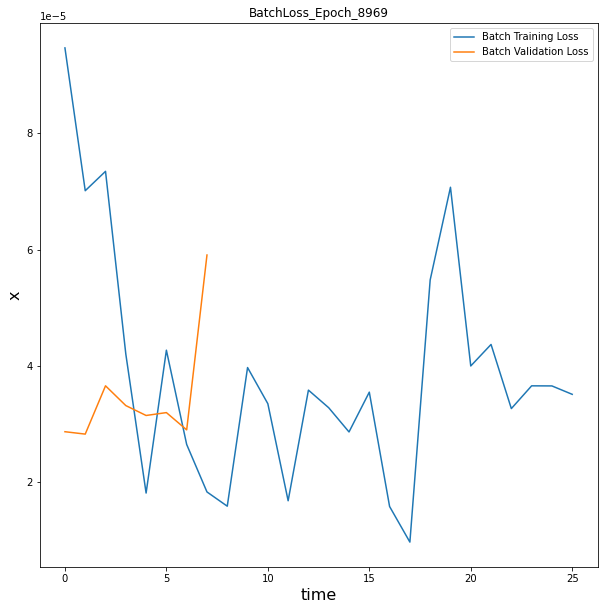 BatchLoss_Epoch_8969
1e−5
Batch Training Loss
Batch Validation Loss
8
6
4
2
x
0 5 10 15 20 25
time